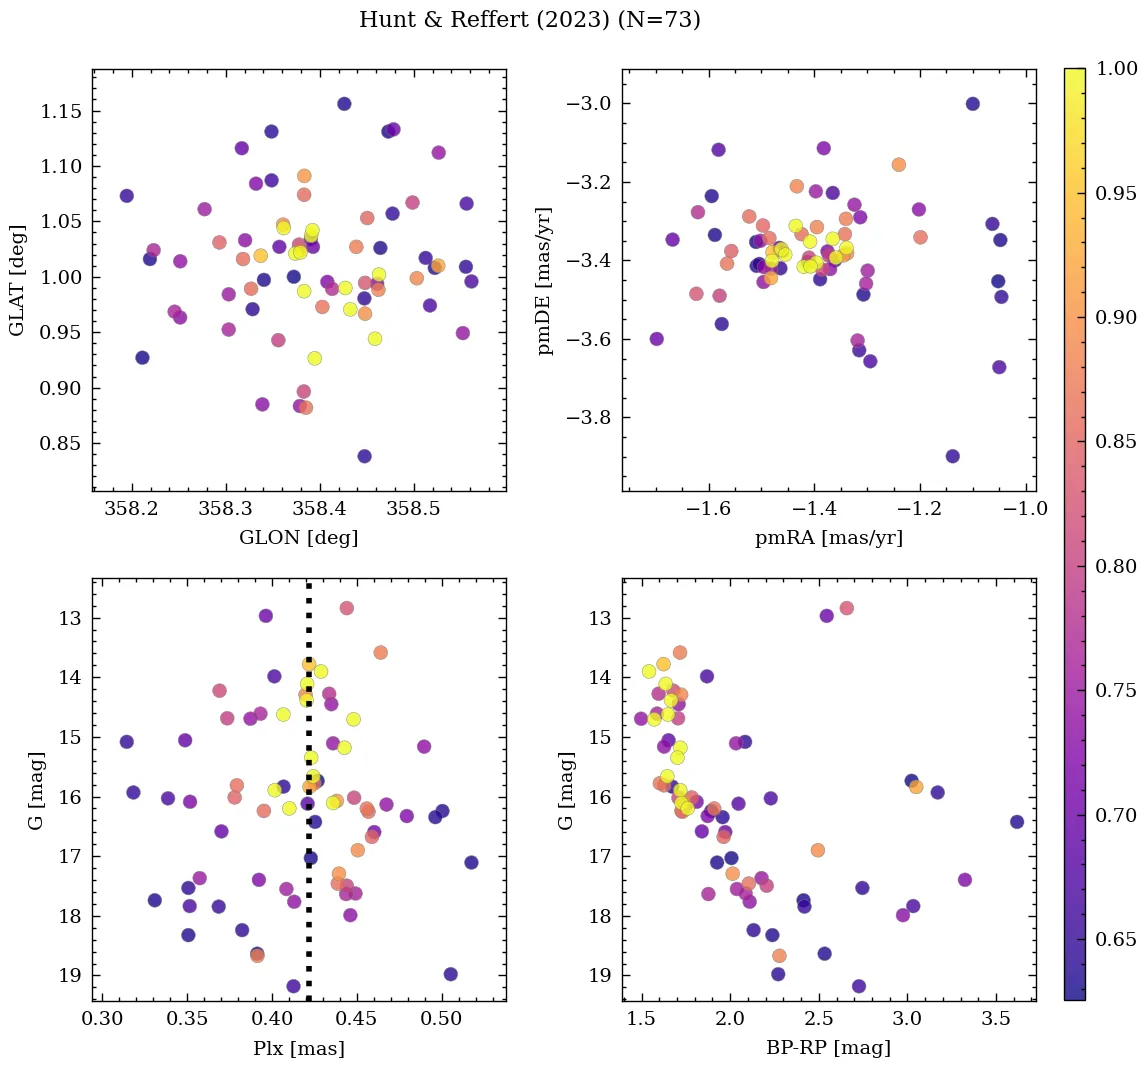 Hunt & Reffert (2023) (N=73)
1.15
1.10
1.05
1.00
0.95
0.90
0.85
GLAT [deg]
358.2 358.3 358.4 358.5
GLON [deg]
−3.0
−3.2
−3.4
−3.6
−3.8
pmDE [mas/yr]
−1.6 −1.4 −1.2 −1.0
pmRA [mas/yr]
13
14
15
16
17
18
19
G [mag]
0.30 0.35 0.40 0.45 0.50
Plx [mas]
13
14
15
16
17
18
19
G [mag]
1.5 2.0 2.5 3.0 3.5
BP-RP [mag]
1.00
0.95
0.90
0.85
0.80
0.75
0.70
0.65